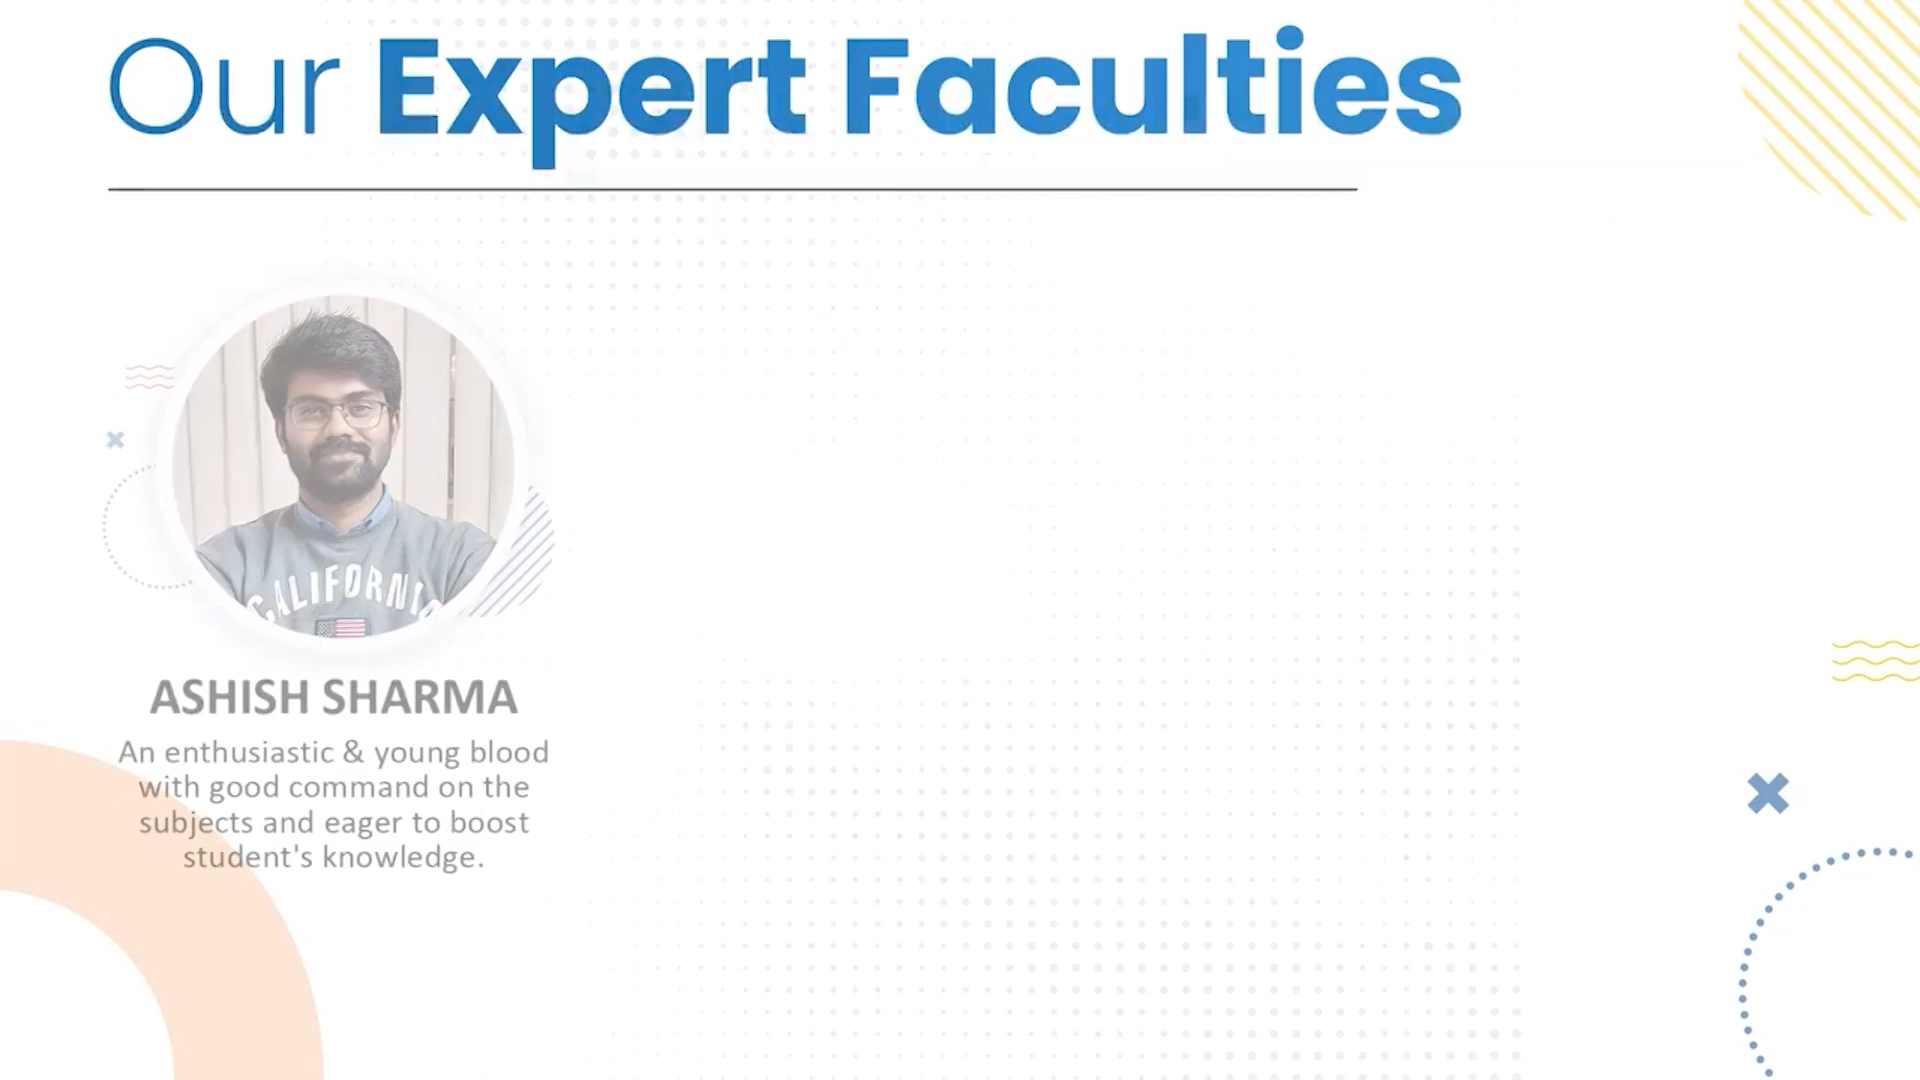 Our Expert Faculties
CALIFORNIA
ASHISH SHARMA
An enthusiastic & young blood
with good command on the
subjects and eager to boost
student's knowledge.